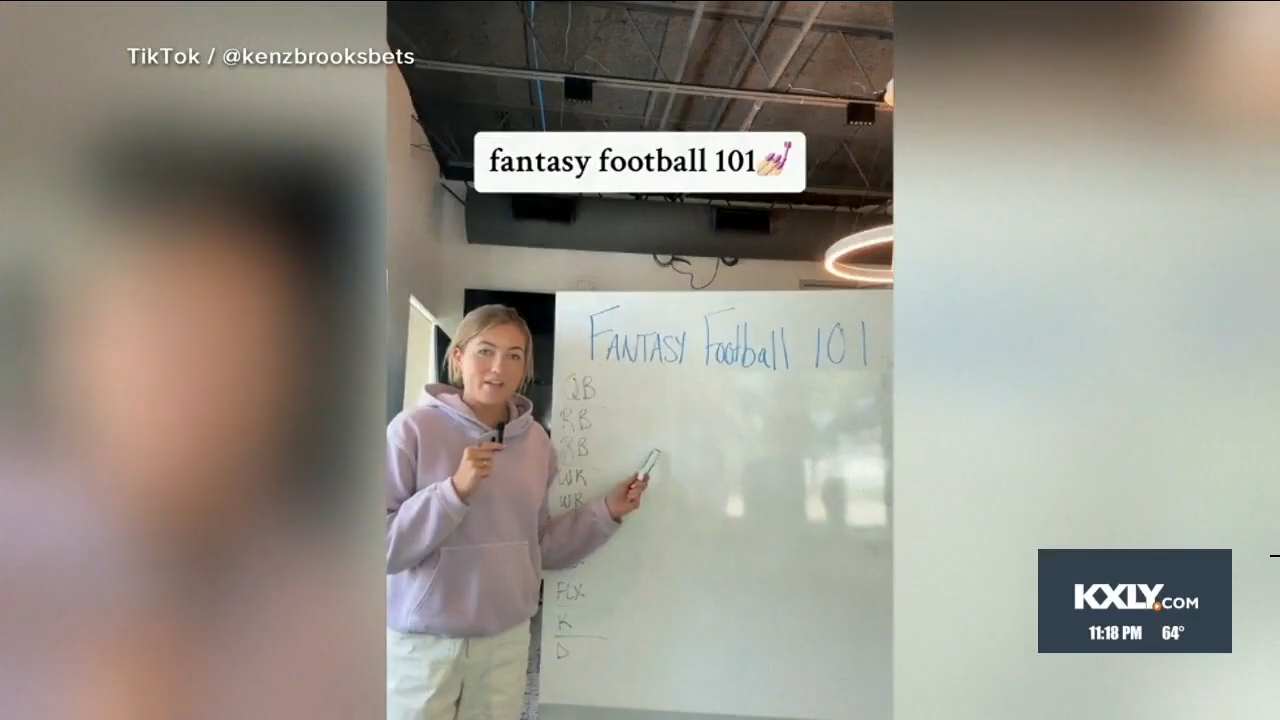 TikTok / @kenzbrooksbets
fantasy football 101💅
FANTASY Football 101
QB
RB
RB
WR
WR
FLX
K
D
KXLY.COM
11:18 PM 64°